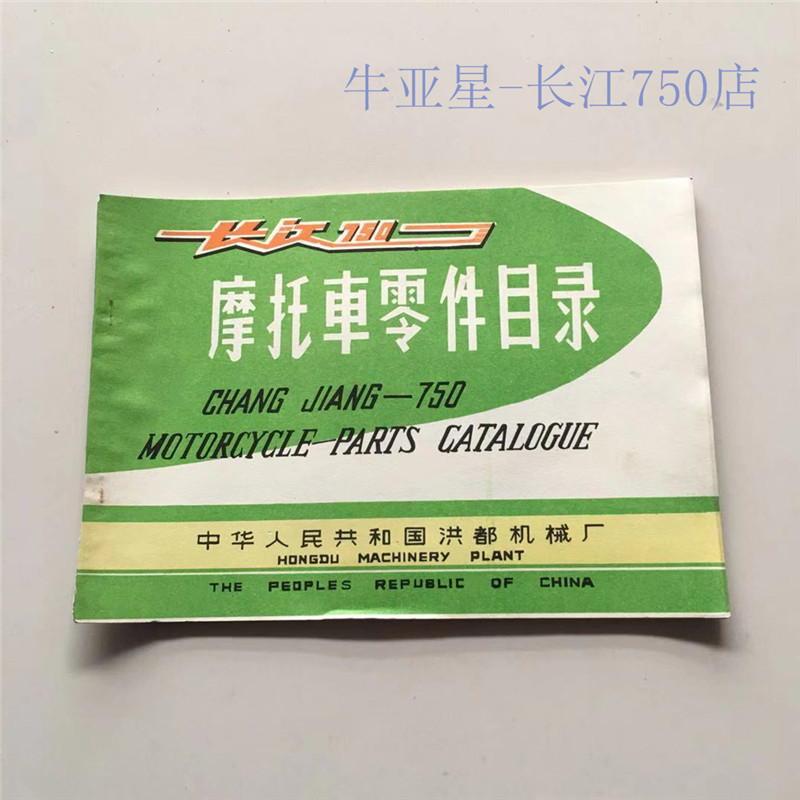 牛亚星-长江750店
长江750
摩托車零件目录
CHANG JIANG—750
MOTORCYCLE PARTS CATALOGUE
中华人民共和国洪都机械厂
HONGDU MACHINERY PLANT
THE PEOPLES REPUBLIC OF CHINA